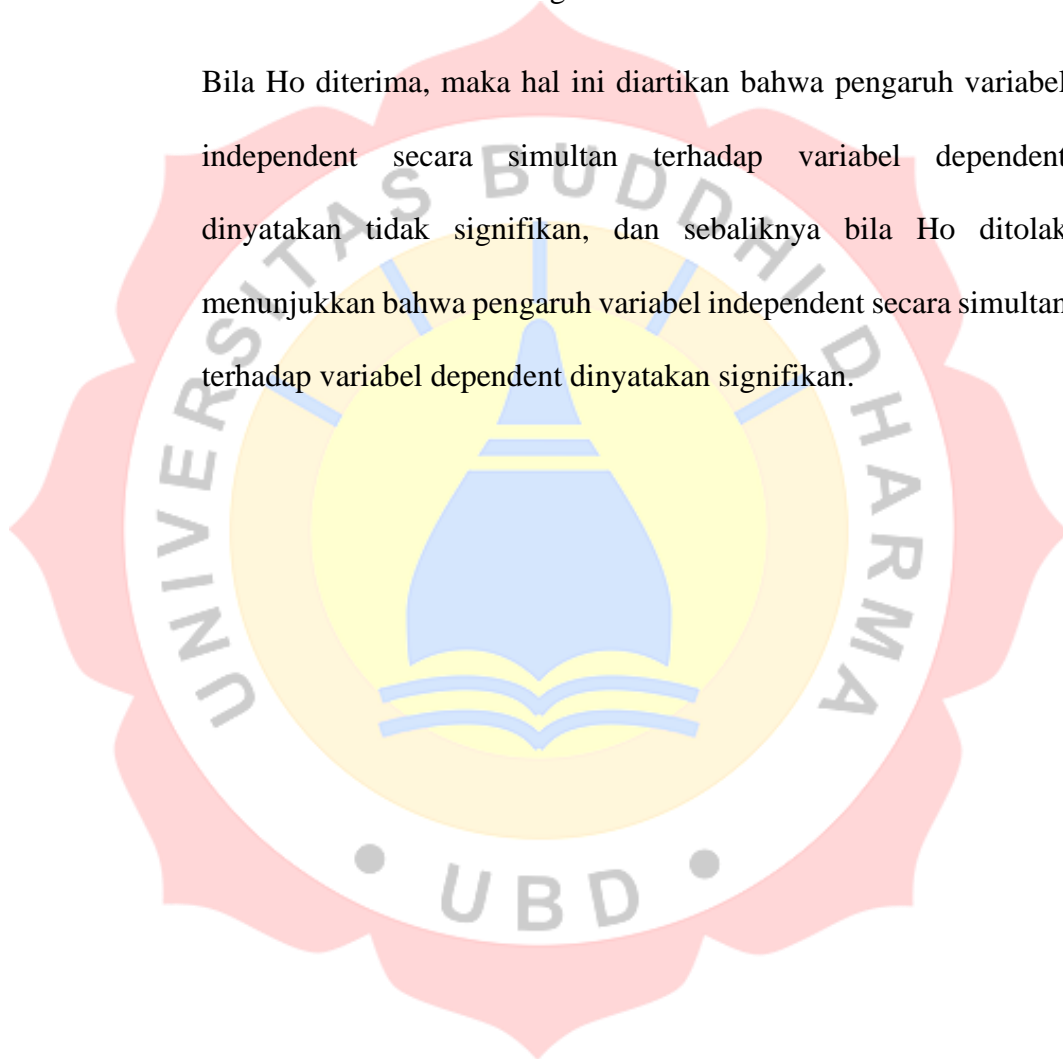 Bila Ho diterima, maka hal ini diartikan bahwa pengaruh variabel
independent secara simultan terhadap variabel dependent
dinyatakan tidak signifikan, dan sebaliknya bila Ho ditolak
menunjukkan bahwa pengaruh variabel independent secara simultan
terhadap variabel dependent dinyatakan signifikan.
UNIVERSITAS BUDDHI DHARMA
• UBD •